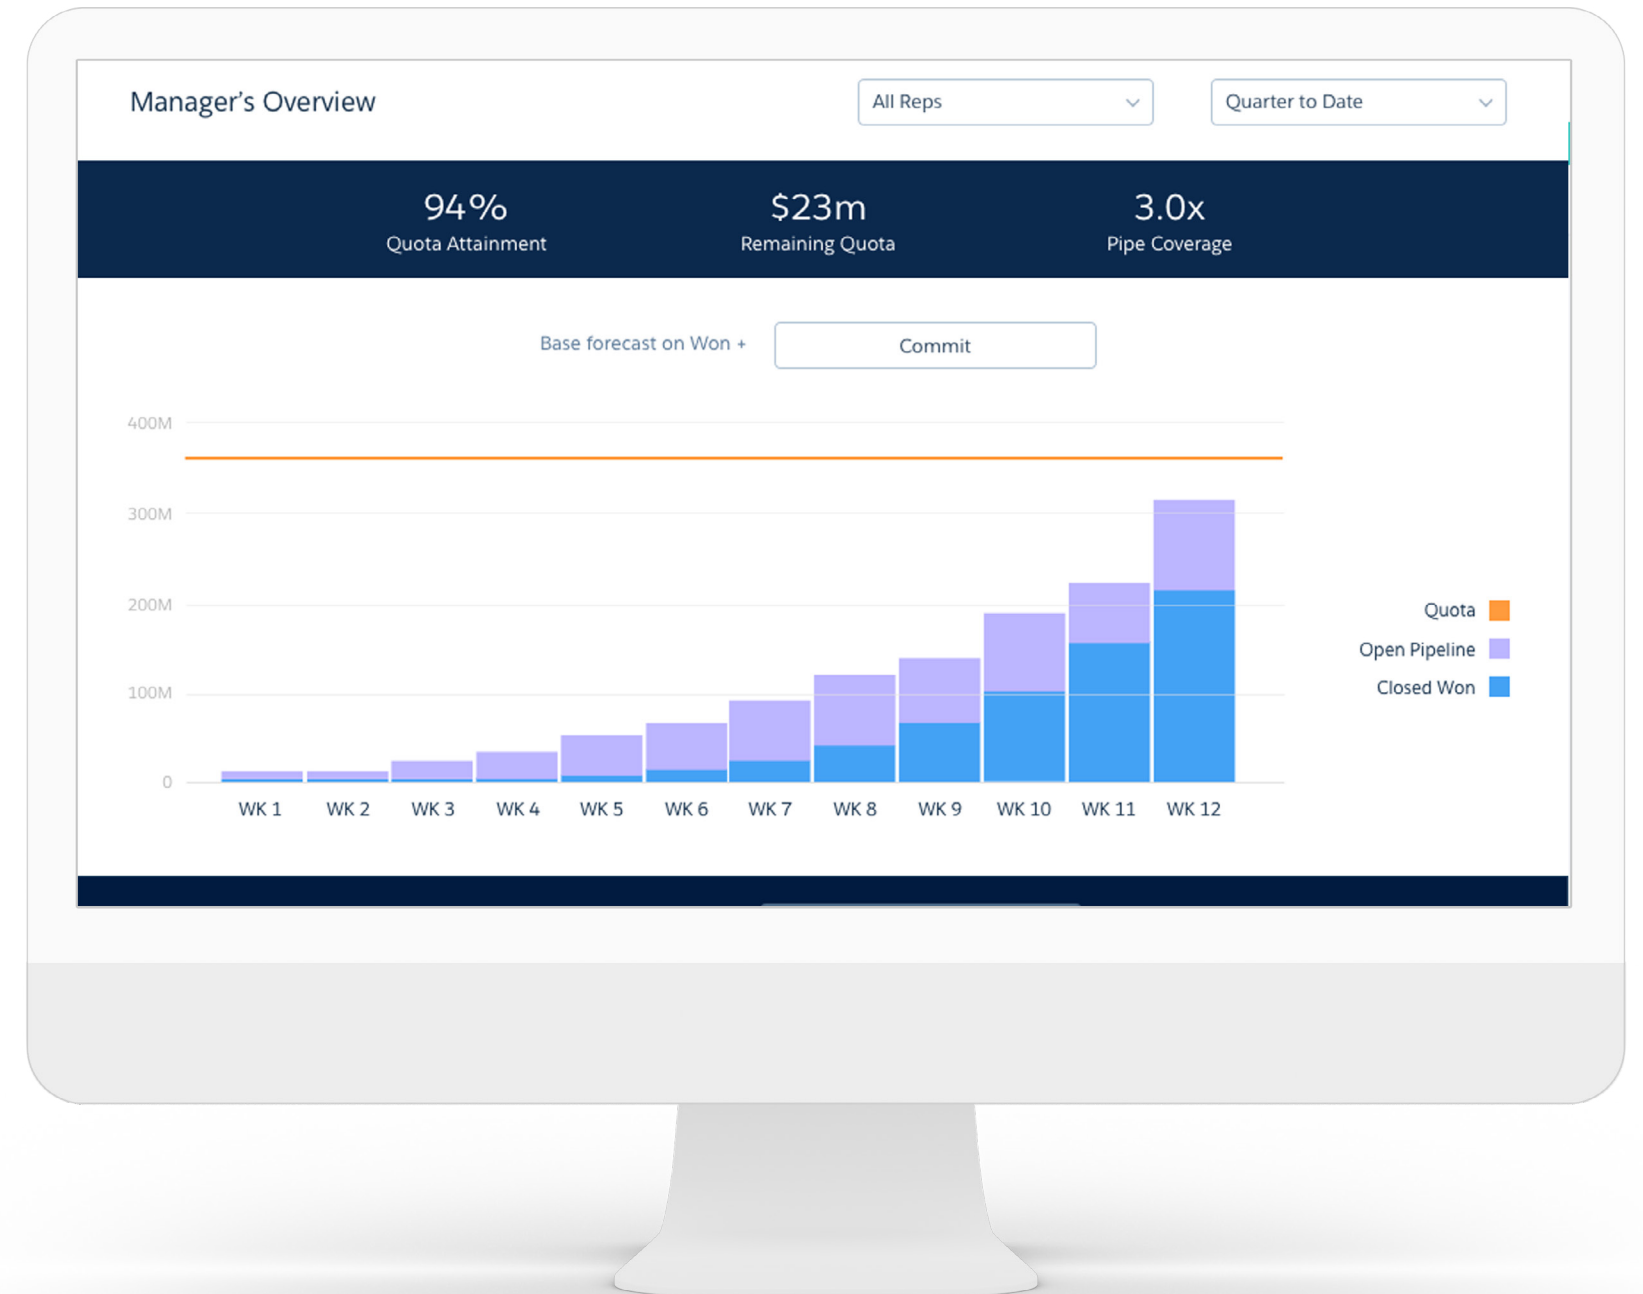 Manager's Overview
All Reps
Quarter to Date
94%
$23m
3.0x
Quota Attainment
Remaining Quota
Pipe Coverage
Base forecast on Won +
Commit
400M
300M
200M
100M
0
Quota
Open Pipeline
Closed Won
WK 1 WK 2 WK 3 WK 4 WK 5 WK 6 WK 7 WK 8 WK 9 WK 10 WK 11 WK 12